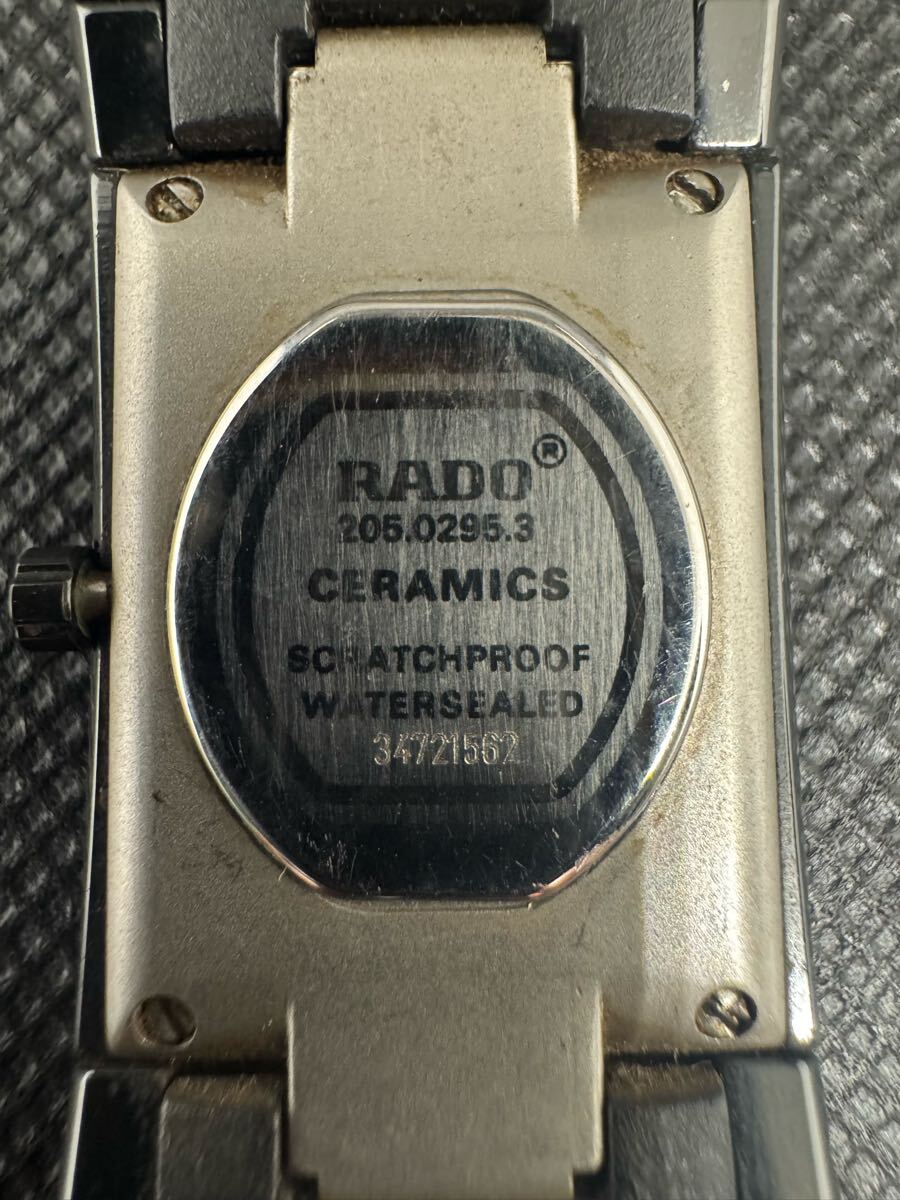 RADO®
205.0295.3
CERAMICS
SCRATCHPROOF
WATERSEALED
34721562